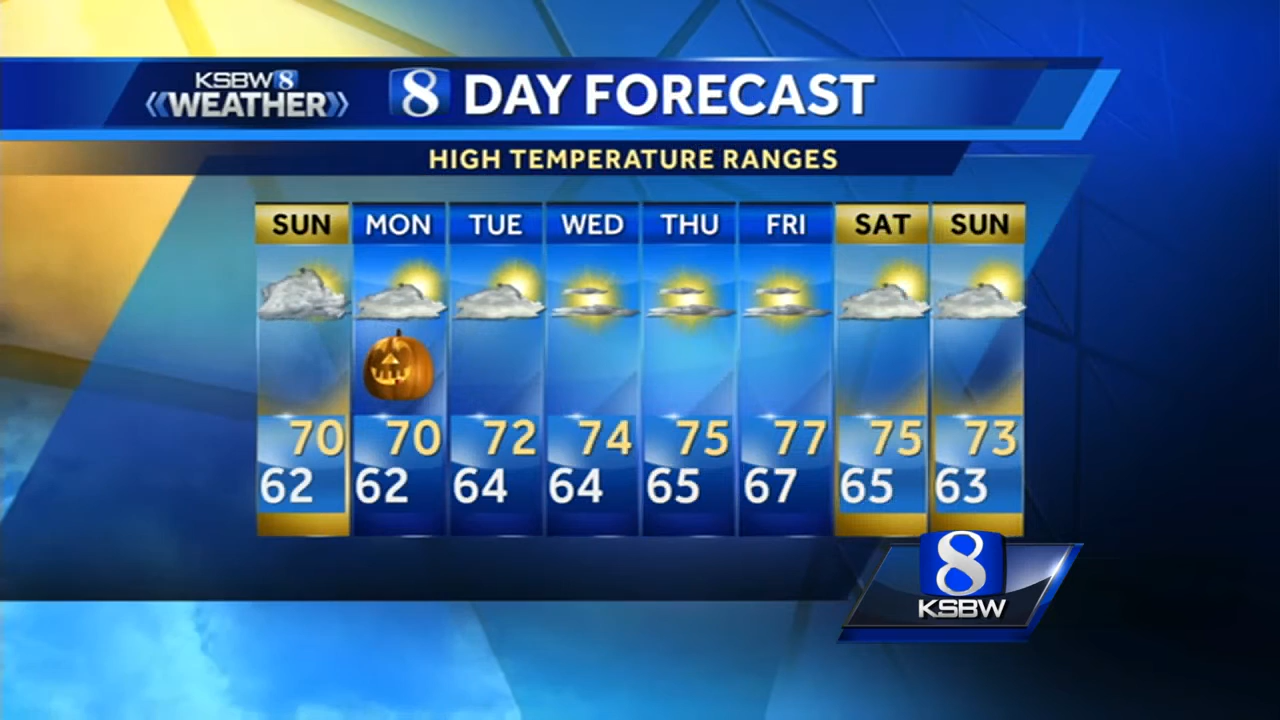 KSBW 8
WEATHER
8 DAY FORECAST
HIGH TEMPERATURE RANGES
SUN MON TUE WED THU FRI SAT SUN
70 70 72 74 75 77 75 73
62 62 64 64 65 67 65 63
8
KSBW